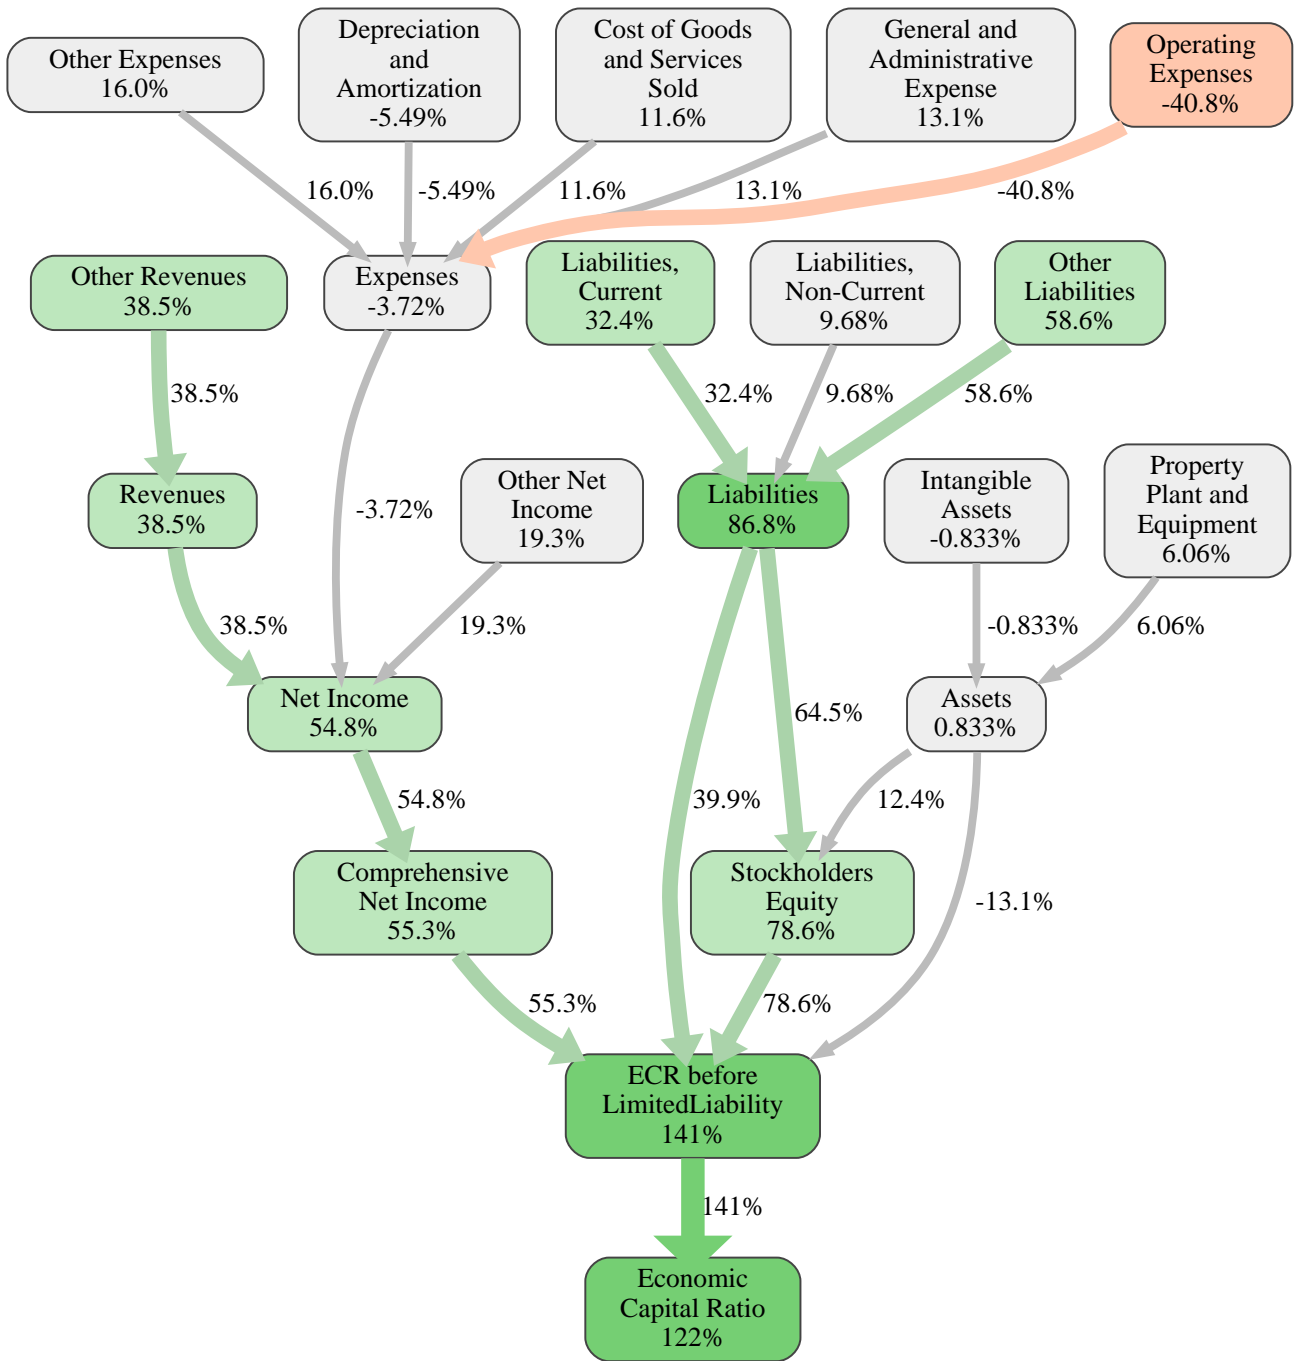 Other Expenses
16.0%
Depreciation
and
Amortization
-5.49%
Cost of Goods
and Services
Sold
11.6%
General and
Administrative
Expense
13.1%
Operating
Expenses
-40.8%
16.0%
-5.49%
11.6%
13.1%
-40.8%
Other Revenues
38.5%
Expenses
-3.72%
Liabilities,
Current
32.4%
Liabilities,
Non-Current
9.68%
Other
Liabilities
58.6%
38.5%
32.4%
9.68%
58.6%
Revenues
38.5%
-3.72%
Other Net
Income
19.3%
Liabilities
86.8%
Intangible
Assets
-0.833%
Property
Plant and
Equipment
6.06%
38.5%
19.3%
-0.833%
6.06%
Net Income
54.8%
64.5%
Assets
0.833%
54.8%
39.9%
12.4%
Comprehensive
Net Income
55.3%
Stockholders
Equity
78.6%
-13.1%
55.3%
78.6%
ECR before
LimitedLiability
141%
141%
Economic
Capital Ratio
122%